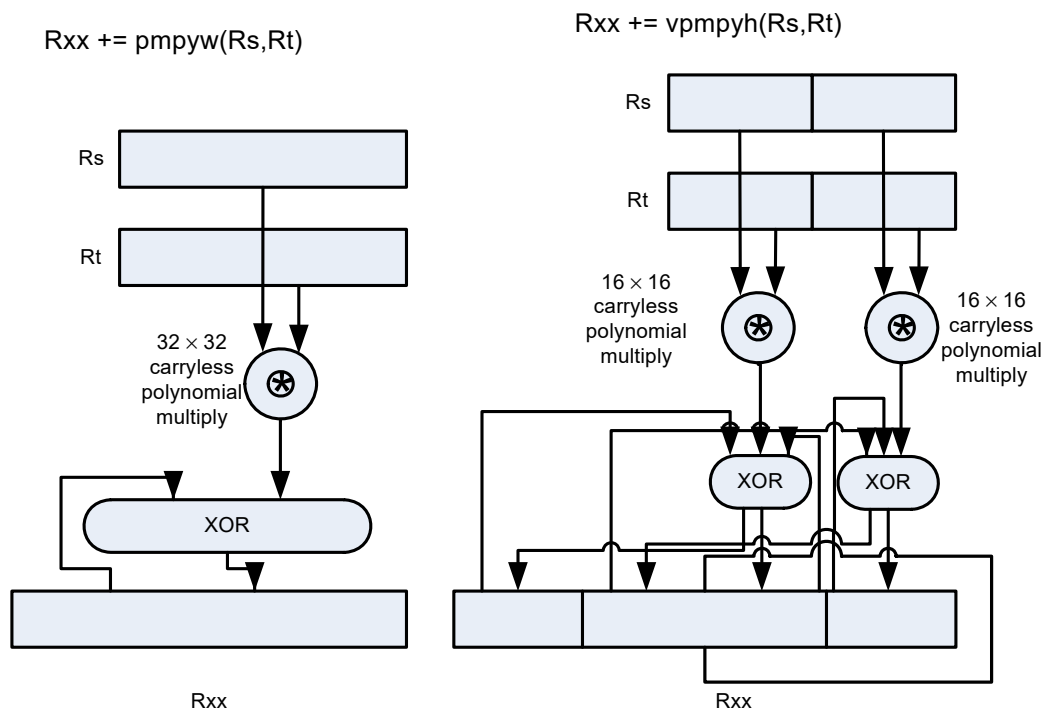 Rxx += pmpyw(Rs,Rt)
Rs
Rt
32 × 32
carryless
polynomial
multiply
XOR
Rxx
Rxx += vpmpyh(Rs,Rt)
Rs
Rt
16 × 16
carryless
polynomial
multiply
16 × 16
carryless
polynomial
multiply
XOR
XOR
Rxx